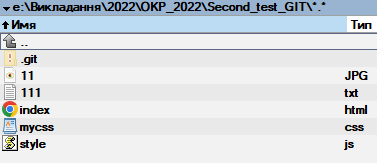 e:\Викладання\2022\ОКР_2022\Second_test_GIT\*.*
Имя Тип
..
.git
11 JPG
111 txt
index html
mycss css
style js